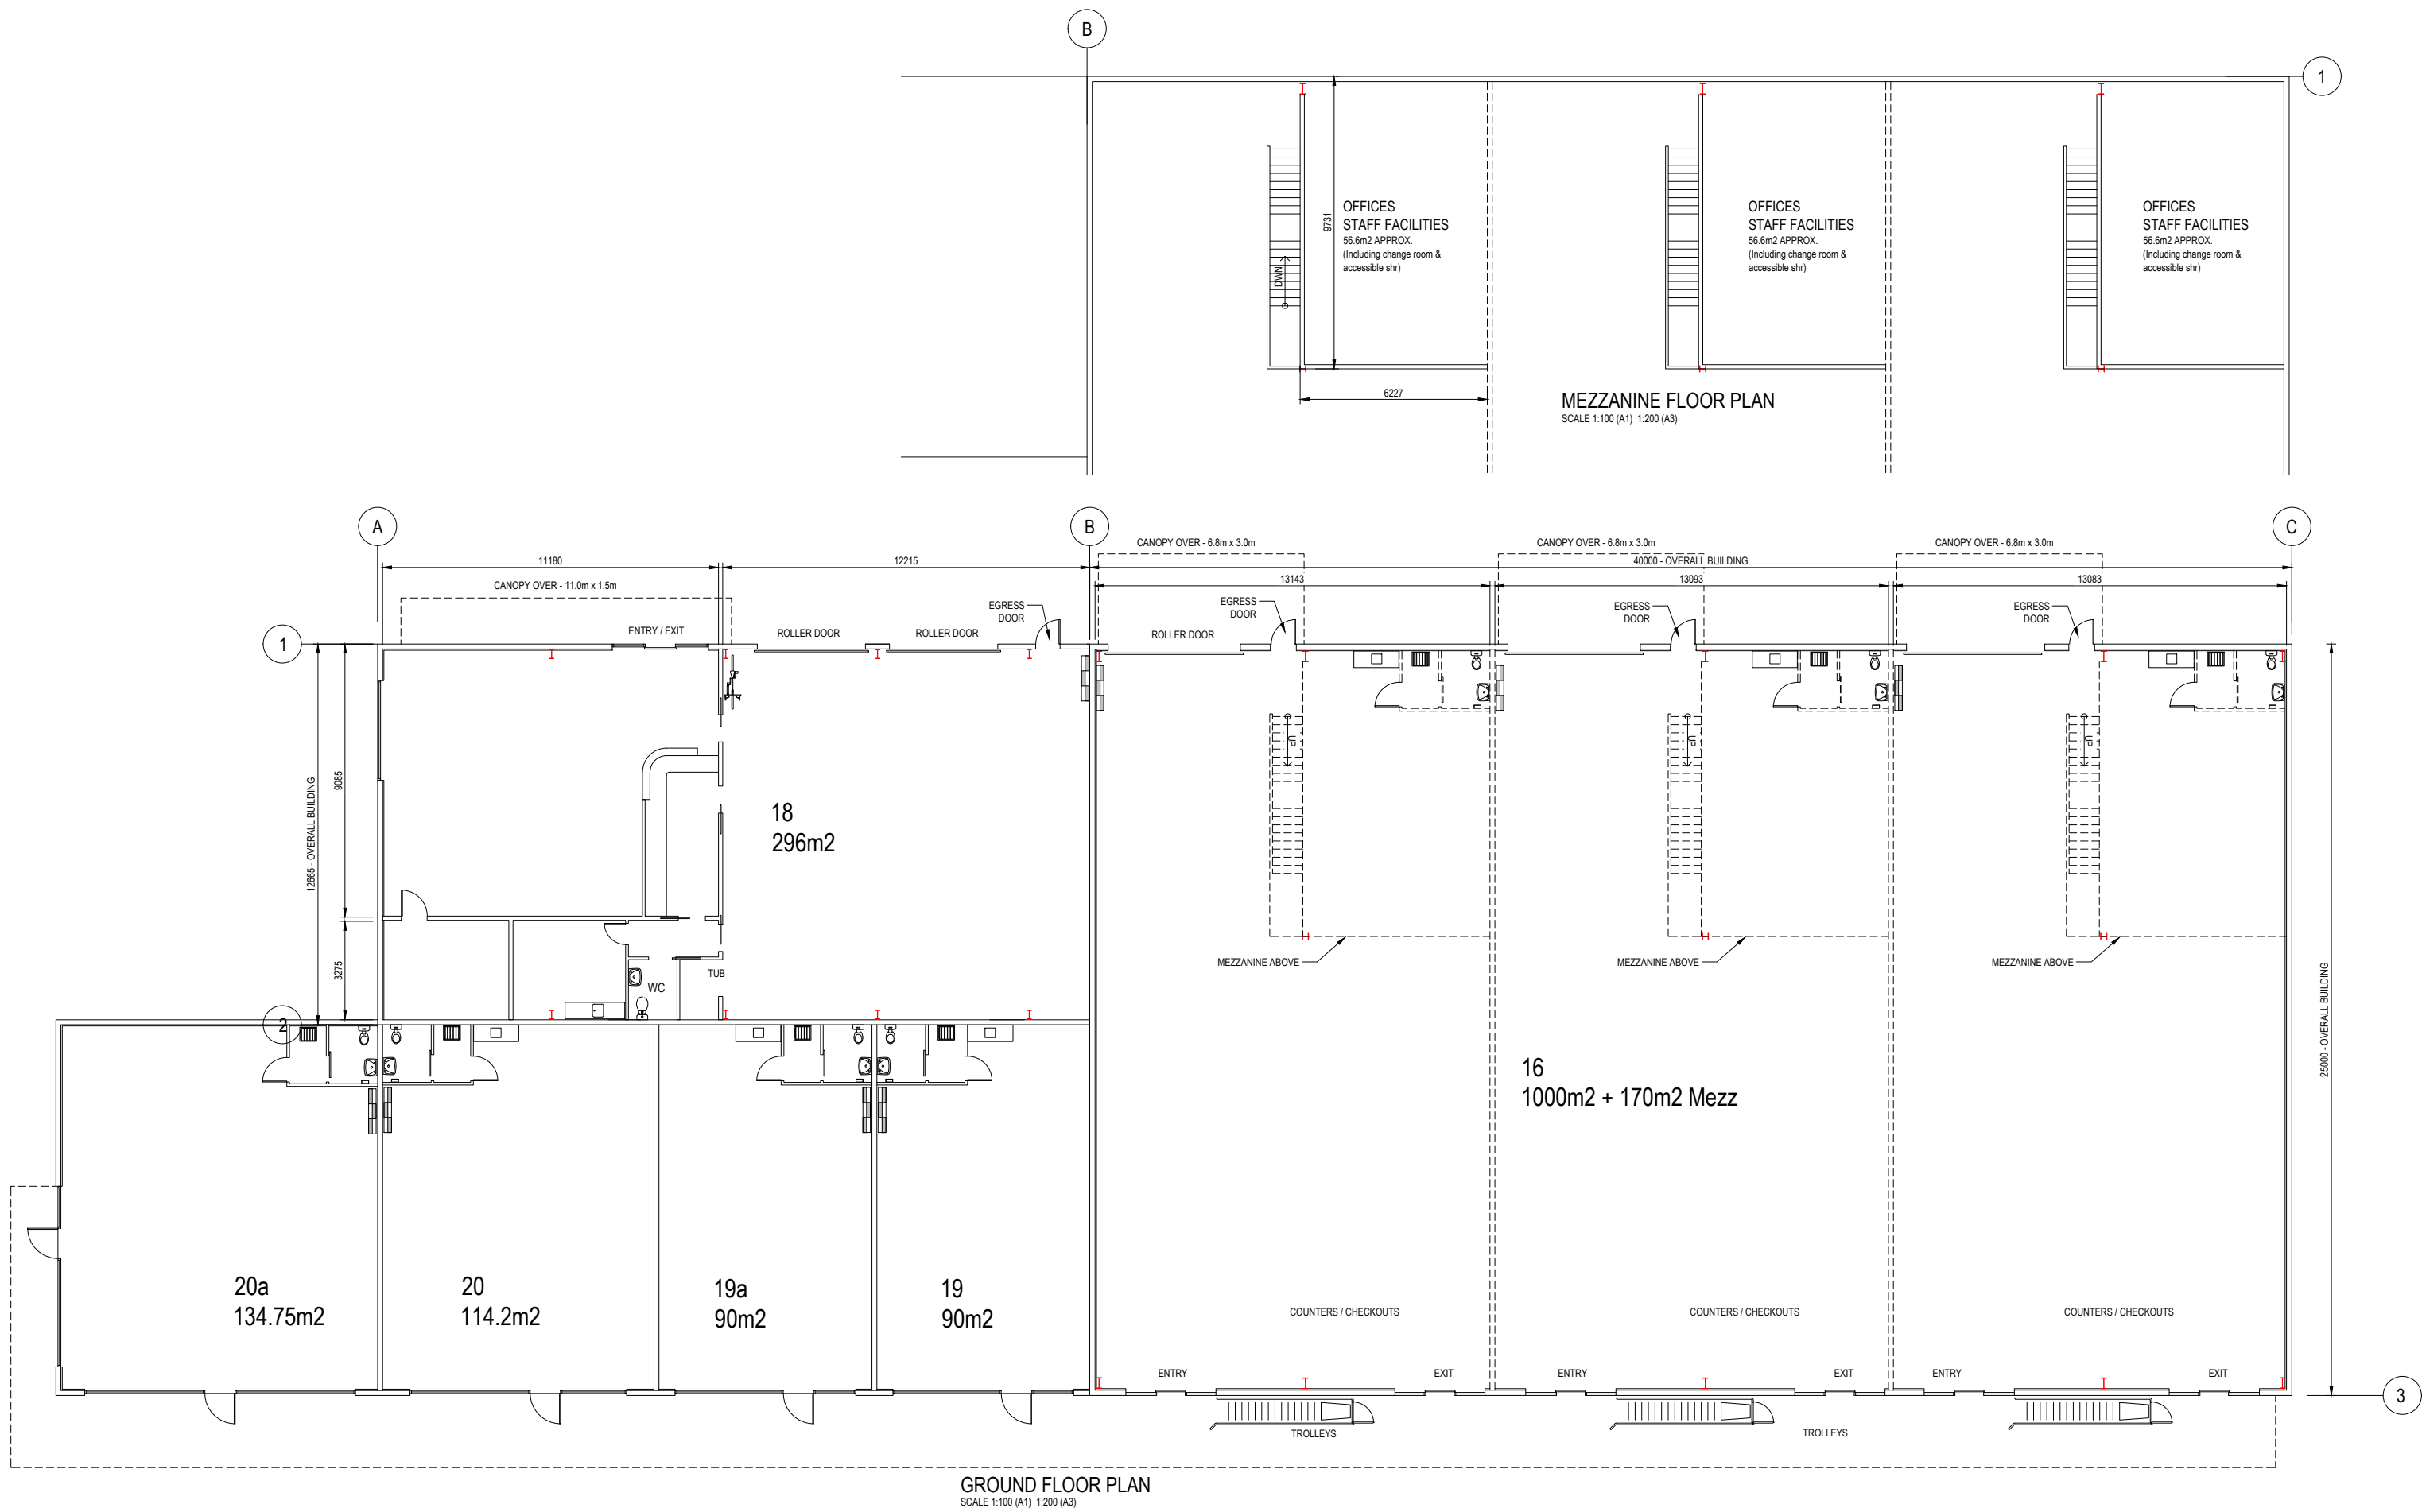 B
1
OFFICES
STAFF FACILITIES
56.6m2 APPROX.
(Including change room &
accessible shr)
OFFICES
STAFF FACILITIES
56.6m2 APPROX.
(Including change room &
accessible shr)
OFFICES
STAFF FACILITIES
56.6m2 APPROX.
(Including change room &
accessible shr)
9731
DWN
6227
MEZZANINE FLOOR PLAN
SCALE 1:100 (A1) 1:200 (A3)
A
B
C
CANOPY OVER - 6.8m x 3.0m
CANOPY OVER - 6.8m x 3.0m
CANOPY OVER - 6.8m x 3.0m
11180
12215
40000 - OVERALL BUILDING
CANOPY OVER - 11.0m x 1.5m
13143
13093
13083
EGRESS
DOOR
EGRESS
DOOR
EGRESS
DOOR
EGRESS
DOOR
1
ENTRY / EXIT
ROLLER DOOR
ROLLER DOOR
ROLLER DOOR
UP
UP
UP
12665 - OVERALL BUILDING
9085
18
296m2
3275
TUB
WC
MEZZANINE ABOVE
MEZZANINE ABOVE
MEZZANINE ABOVE
25000 - OVERALL BUILDING
2
16
1000m2 + 170m2 Mezz
20a
134.75m2
20
114.2m2
19a
90m2
19
90m2
COUNTERS / CHECKOUTS
COUNTERS / CHECKOUTS
COUNTERS / CHECKOUTS
ENTRY
EXIT
ENTRY
EXIT
ENTRY
EXIT
3
TROLLEYS
TROLLEYS
GROUND FLOOR PLAN
SCALE 1:100 (A1) 1:200 (A3)